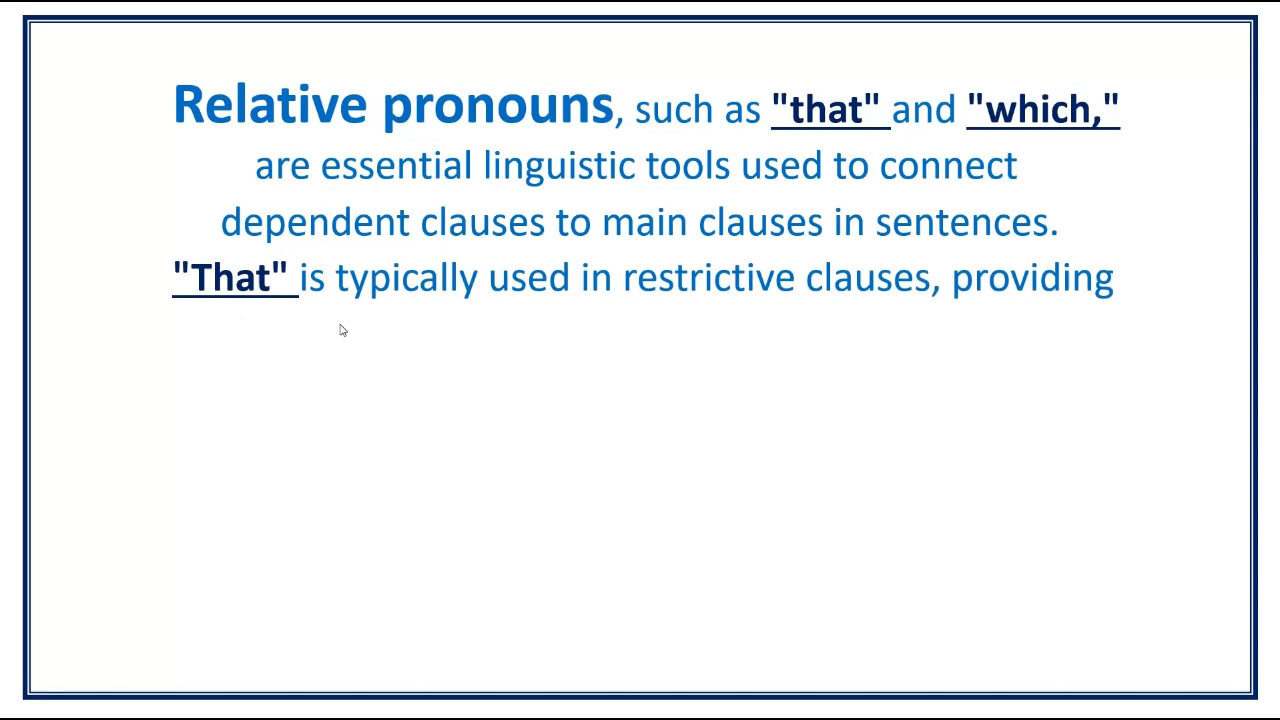 Relative pronouns, such as "that" and "which,"
are essential linguistic tools used to connect
dependent clauses to main clauses in sentences.
"That" is typically used in restrictive clauses, providing